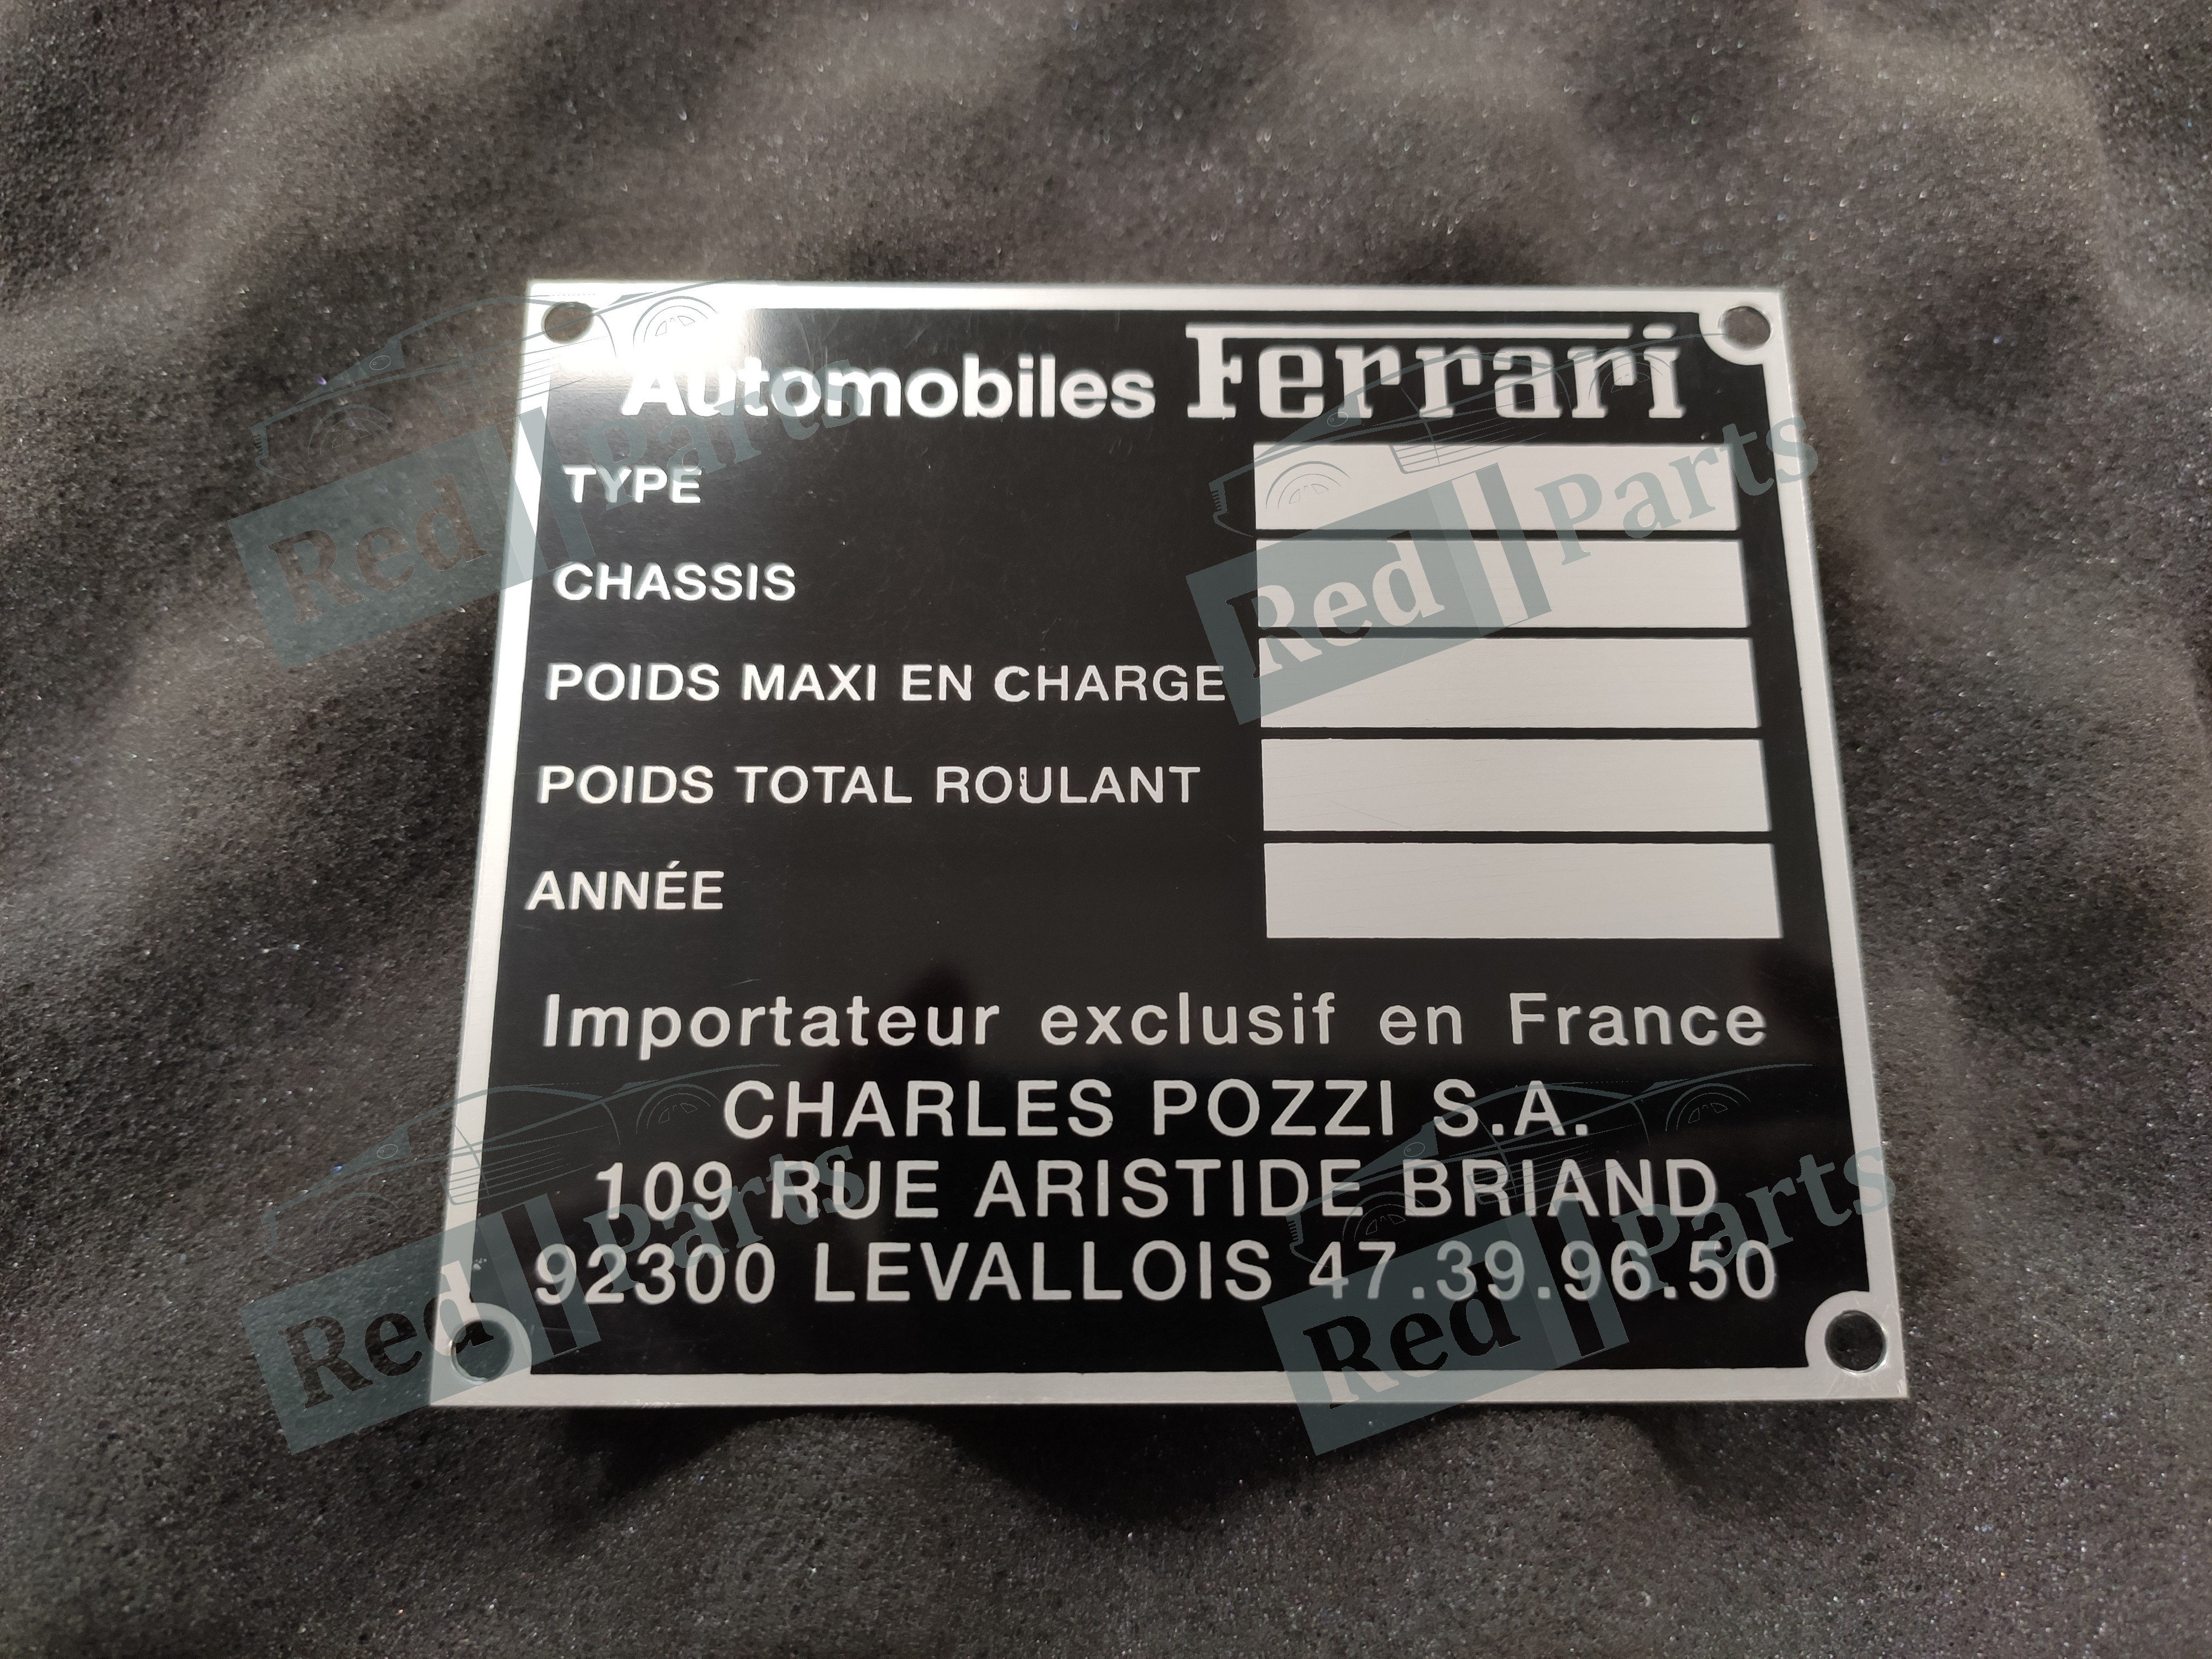 Automobiles Ferrari
TYPE
CHASSIS
POIDS MAXI EN CHARGE
POIDS TOTAL ROULANT
ANNÉE
Importateur exclusif en France
CHARLES POZZI S.A.
109 RUE ARISTIDE BRIAND
92300 LEVALLOIS 47.39.96.50
Red Parts
Red Parts
Red Parts
Red Parts